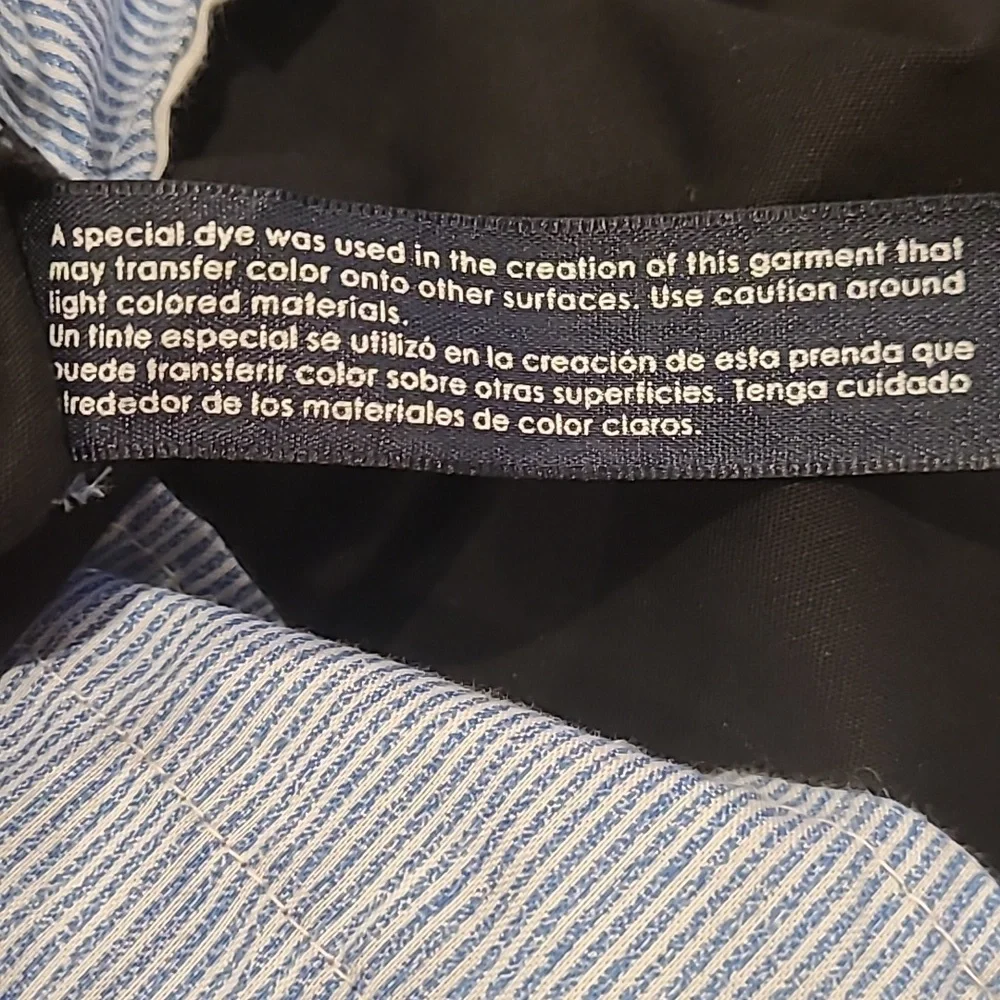 A special dye was used in the creation of this garment that
may transfer color onto other surfaces. Use caution around
light colored materials.
Un tinte especial se utilizó en la creación de esta prenda que
puede transferir color sobre otras superficies. Tenga cuidado
lrededor de los materiales de color claros.